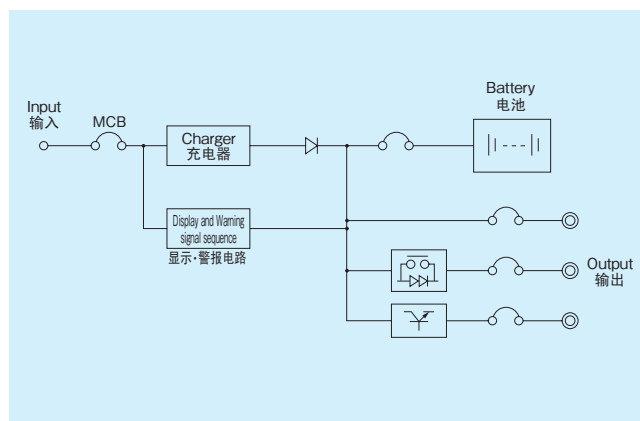 Battery
电池
Input
输入
MCB
Charger
充电器
Display and Warning
signal sequence
显示·警报电路
Output
输出